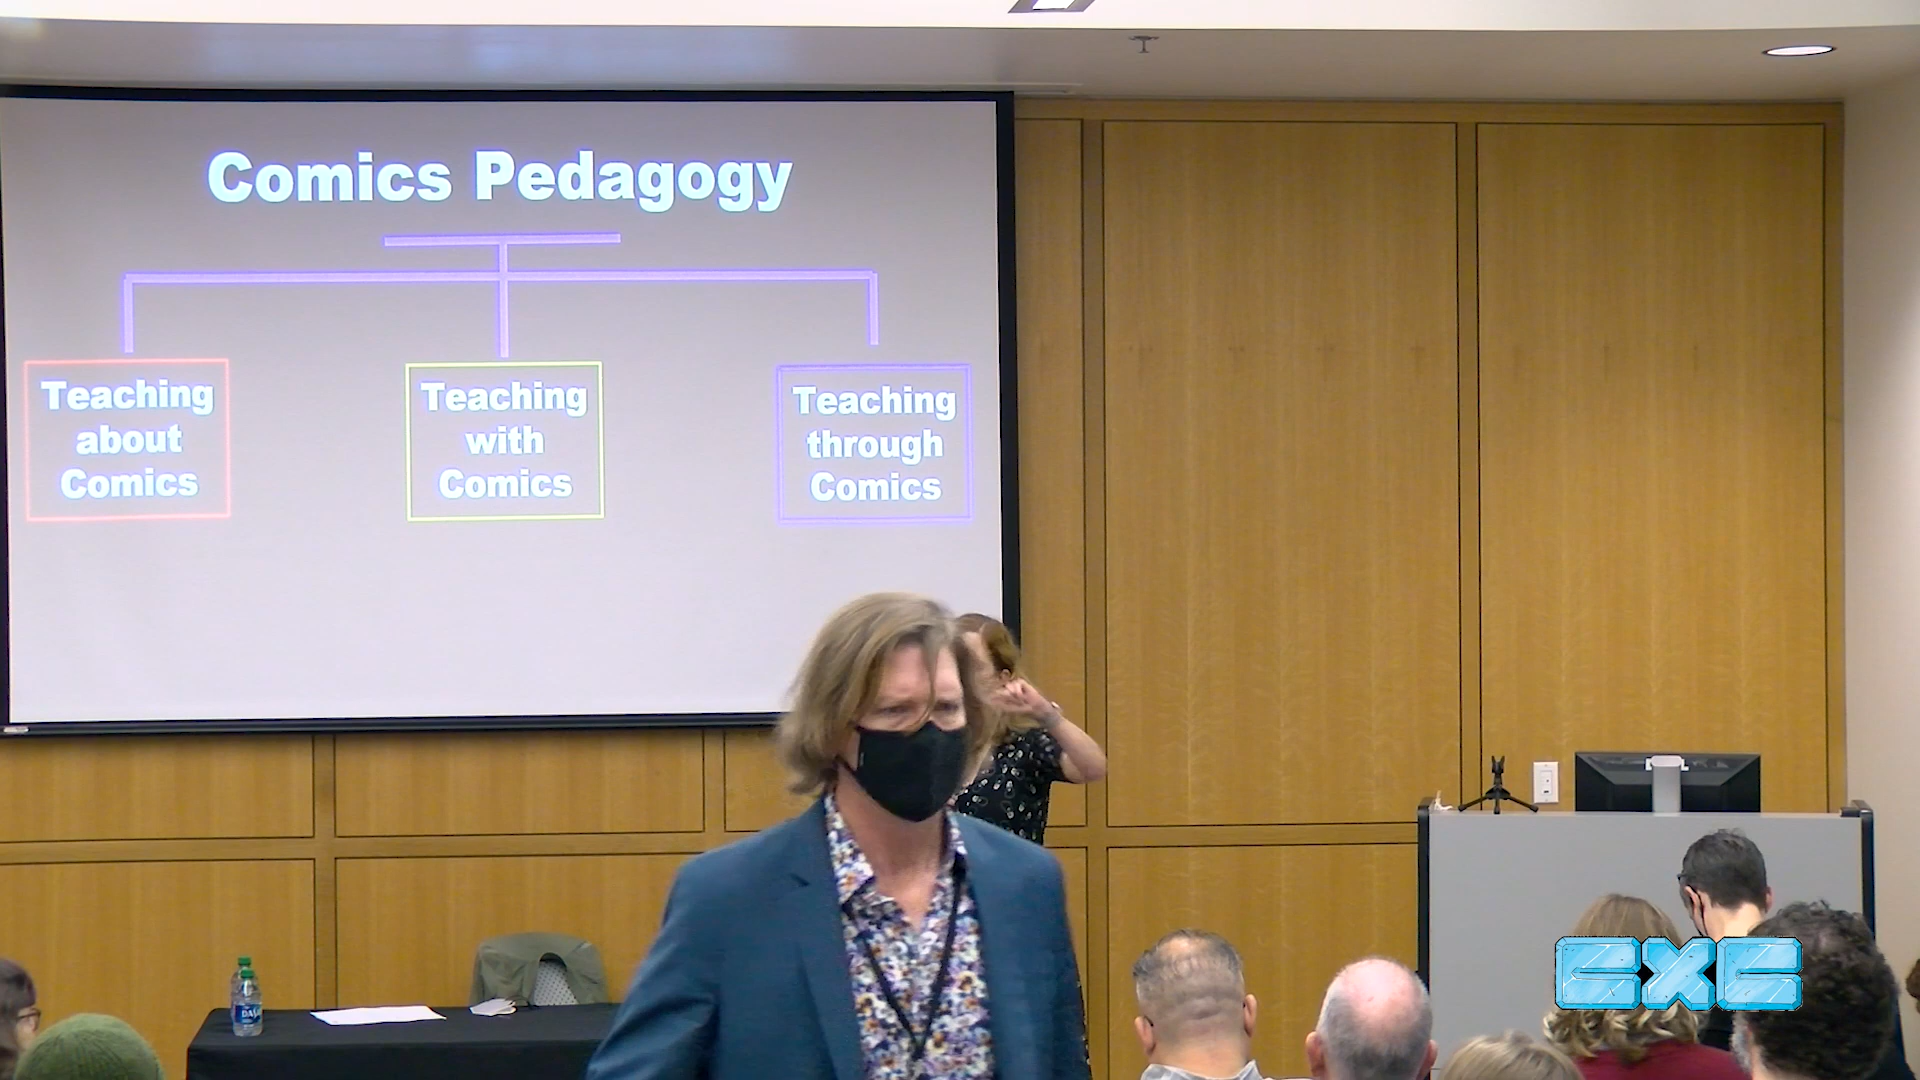 Comics Pedagogy
Teaching
about
Comics
Teaching
with
Comics
Teaching
through
Comics
CXC